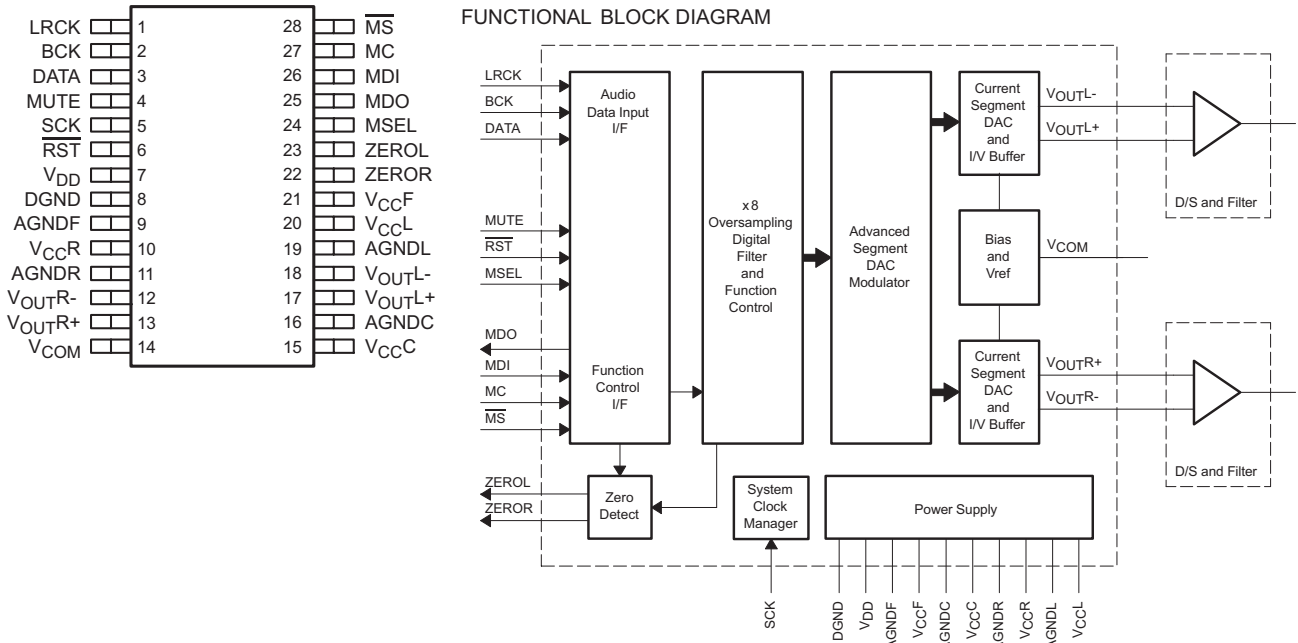 LRCK 1
BCK 2
DATA 3
MUTE 4
SCK 5
RST 6
VDD 7
DGND 8
AGNDF 9
VCCR 10
AGNDR 11
VOUTR- 12
VOUTR+ 13
VCOM 14
28 MS
27 MC
26 MDI
25 MDO
24 MSEL
23 ZEROL
22 ZEROR
21 VCCF
20 VCCL
19 AGNDL
18 VOUTL-
17 VOUTL+
16 AGNDC
15 VCCC
FUNCTIONAL BLOCK DIAGRAM
LRCK
BCK
DATA
MUTE
RST
MSEL
MDO
MDI
MC
MS
ZEROL
ZEROR
Audio
Data Input
I/F
Function
Control
I/F
Zero
Detect
x8
Oversampling
Digital
Filter
and
Function
Control
System
Clock
Manager
Advanced
Segment
DAC
Modulator
Current
Segment
DAC
and
I/V Buffer
Bias
and
Vref
Current
Segment
DAC
and
I/V Buffer
Power Supply
VOUTL-
VOUTL+
VCOM
VOUTR+
VOUTR-
D/S and Filter
D/S and Filter
SCK
DGND
VDD
AGNDF
VCCF
AGNDC
VCCC
AGNDR
VCCR
AGNDL
VCCL